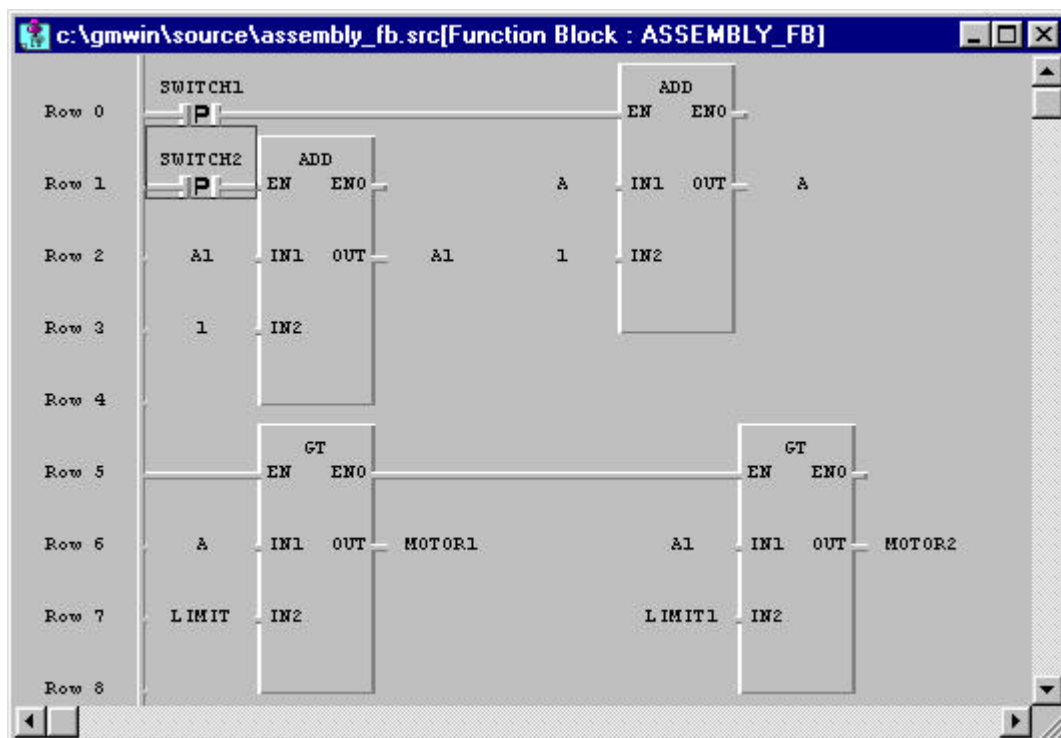 c:\gmwin\source\assembly_fb.src[Function Block : ASSEMBLY_FB]
SWITCH1 ADD
Row 0 P EN ENO
SWITCH2 ADD
Row 1 P EN ENO A IN1 OUT A
Row 2 A1 IN1 OUT A1 1 IN2
Row 3 1 IN2
Row 4
GT GT
Row 5 EN ENO EN ENO
Row 6 A IN1 OUT MOTOR1 A1 IN1 OUT MOTOR2
Row 7 LIMIT IN2 LIMIT1 IN2
Row 8